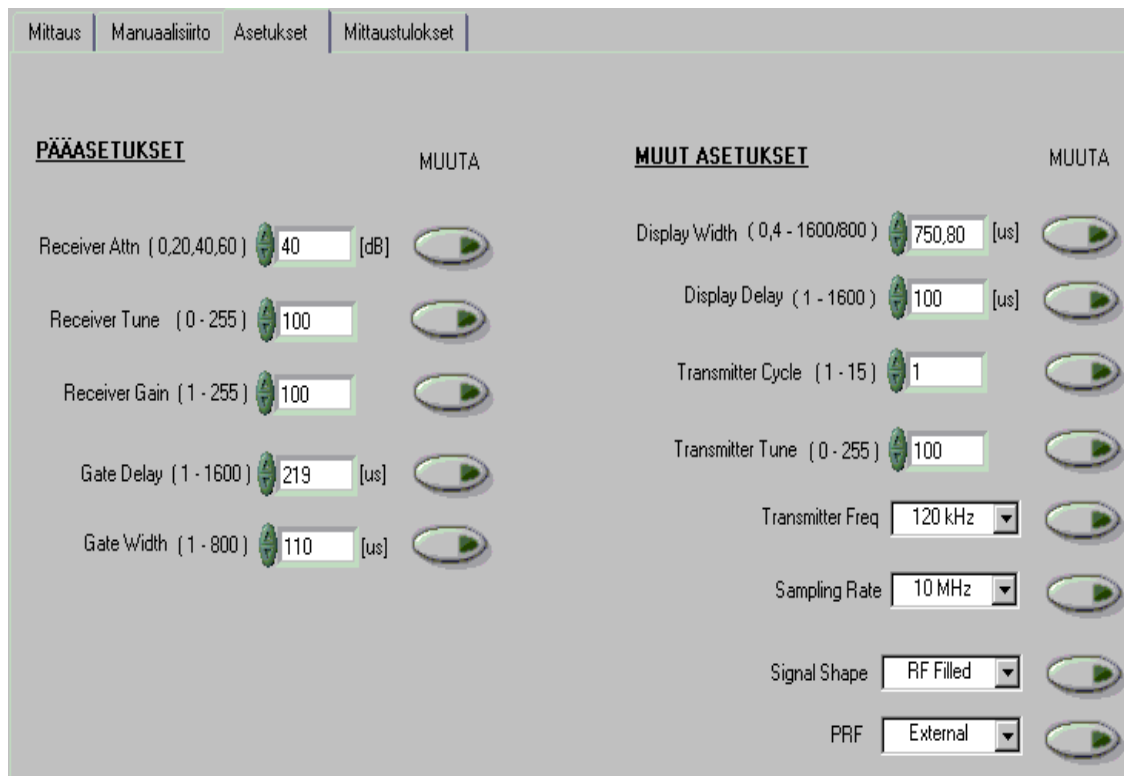 Mittaus Manuaalisiirto Asetukset Mittaustulokset
PÄÄASETUKSET
MUUTA
Receiver Attn ( 0,20,40,60 ) 40 [dB]
Receiver Tune ( 0 - 255 ) 100
Receiver Gain ( 1 - 255 ) 100
Gate Delay ( 1 - 1600 ) 219 [us]
Gate Width ( 1 - 800 ) 110 [us]
MUUT ASETUKSET
MUUTA
Display Width ( 0,4 - 1600/800 ) 750,80 [us]
Display Delay ( 1 - 1600 ) 100 [us]
Transmitter Cycle ( 1 - 15 ) 1
Transmitter Tune ( 0 - 255 ) 100
Transmitter Freq 120 kHz
Sampling Rate 10 MHz
Signal Shape RF Filled
PRF External